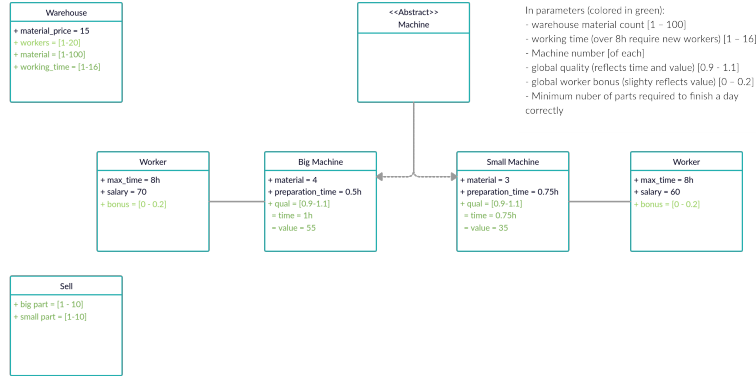 Warehouse
+ material_price = 15
+ workers = [1-20]
+ material = [1-100]
+ working_time = [1-16]
<<Abstract>>
Machine
In parameters (colored in green):
- warehouse material count [1 – 100]
- working time (over 8h require new workers) [1 – 16]
- Machine number [of each]
- global quality (reflects time and value) [0.9 - 1.1]
- global worker bonus (slighty reflects value) [0 – 0.2]
- Minimum nuber of parts required to finish a day
correctly
Worker
+ max_time = 8h
+ salary = 70
+ bonus = [0 - 0.2]
Big Machine
+ material = 4
+ preparation_time = 0.5h
+ qual = [0.9-1.1]
= time = 1h
= value = 55
Small Machine
+ material = 3
+ preparation_time = 0.75h
+ qual = [0.9-1.1]
= time = 0.75h
= value = 35
Worker
+ max_time = 8h
+ salary = 60
+ bonus = [0 - 0.2]
Sell
+ big part = [1 - 10]
+ small part = [1-10]